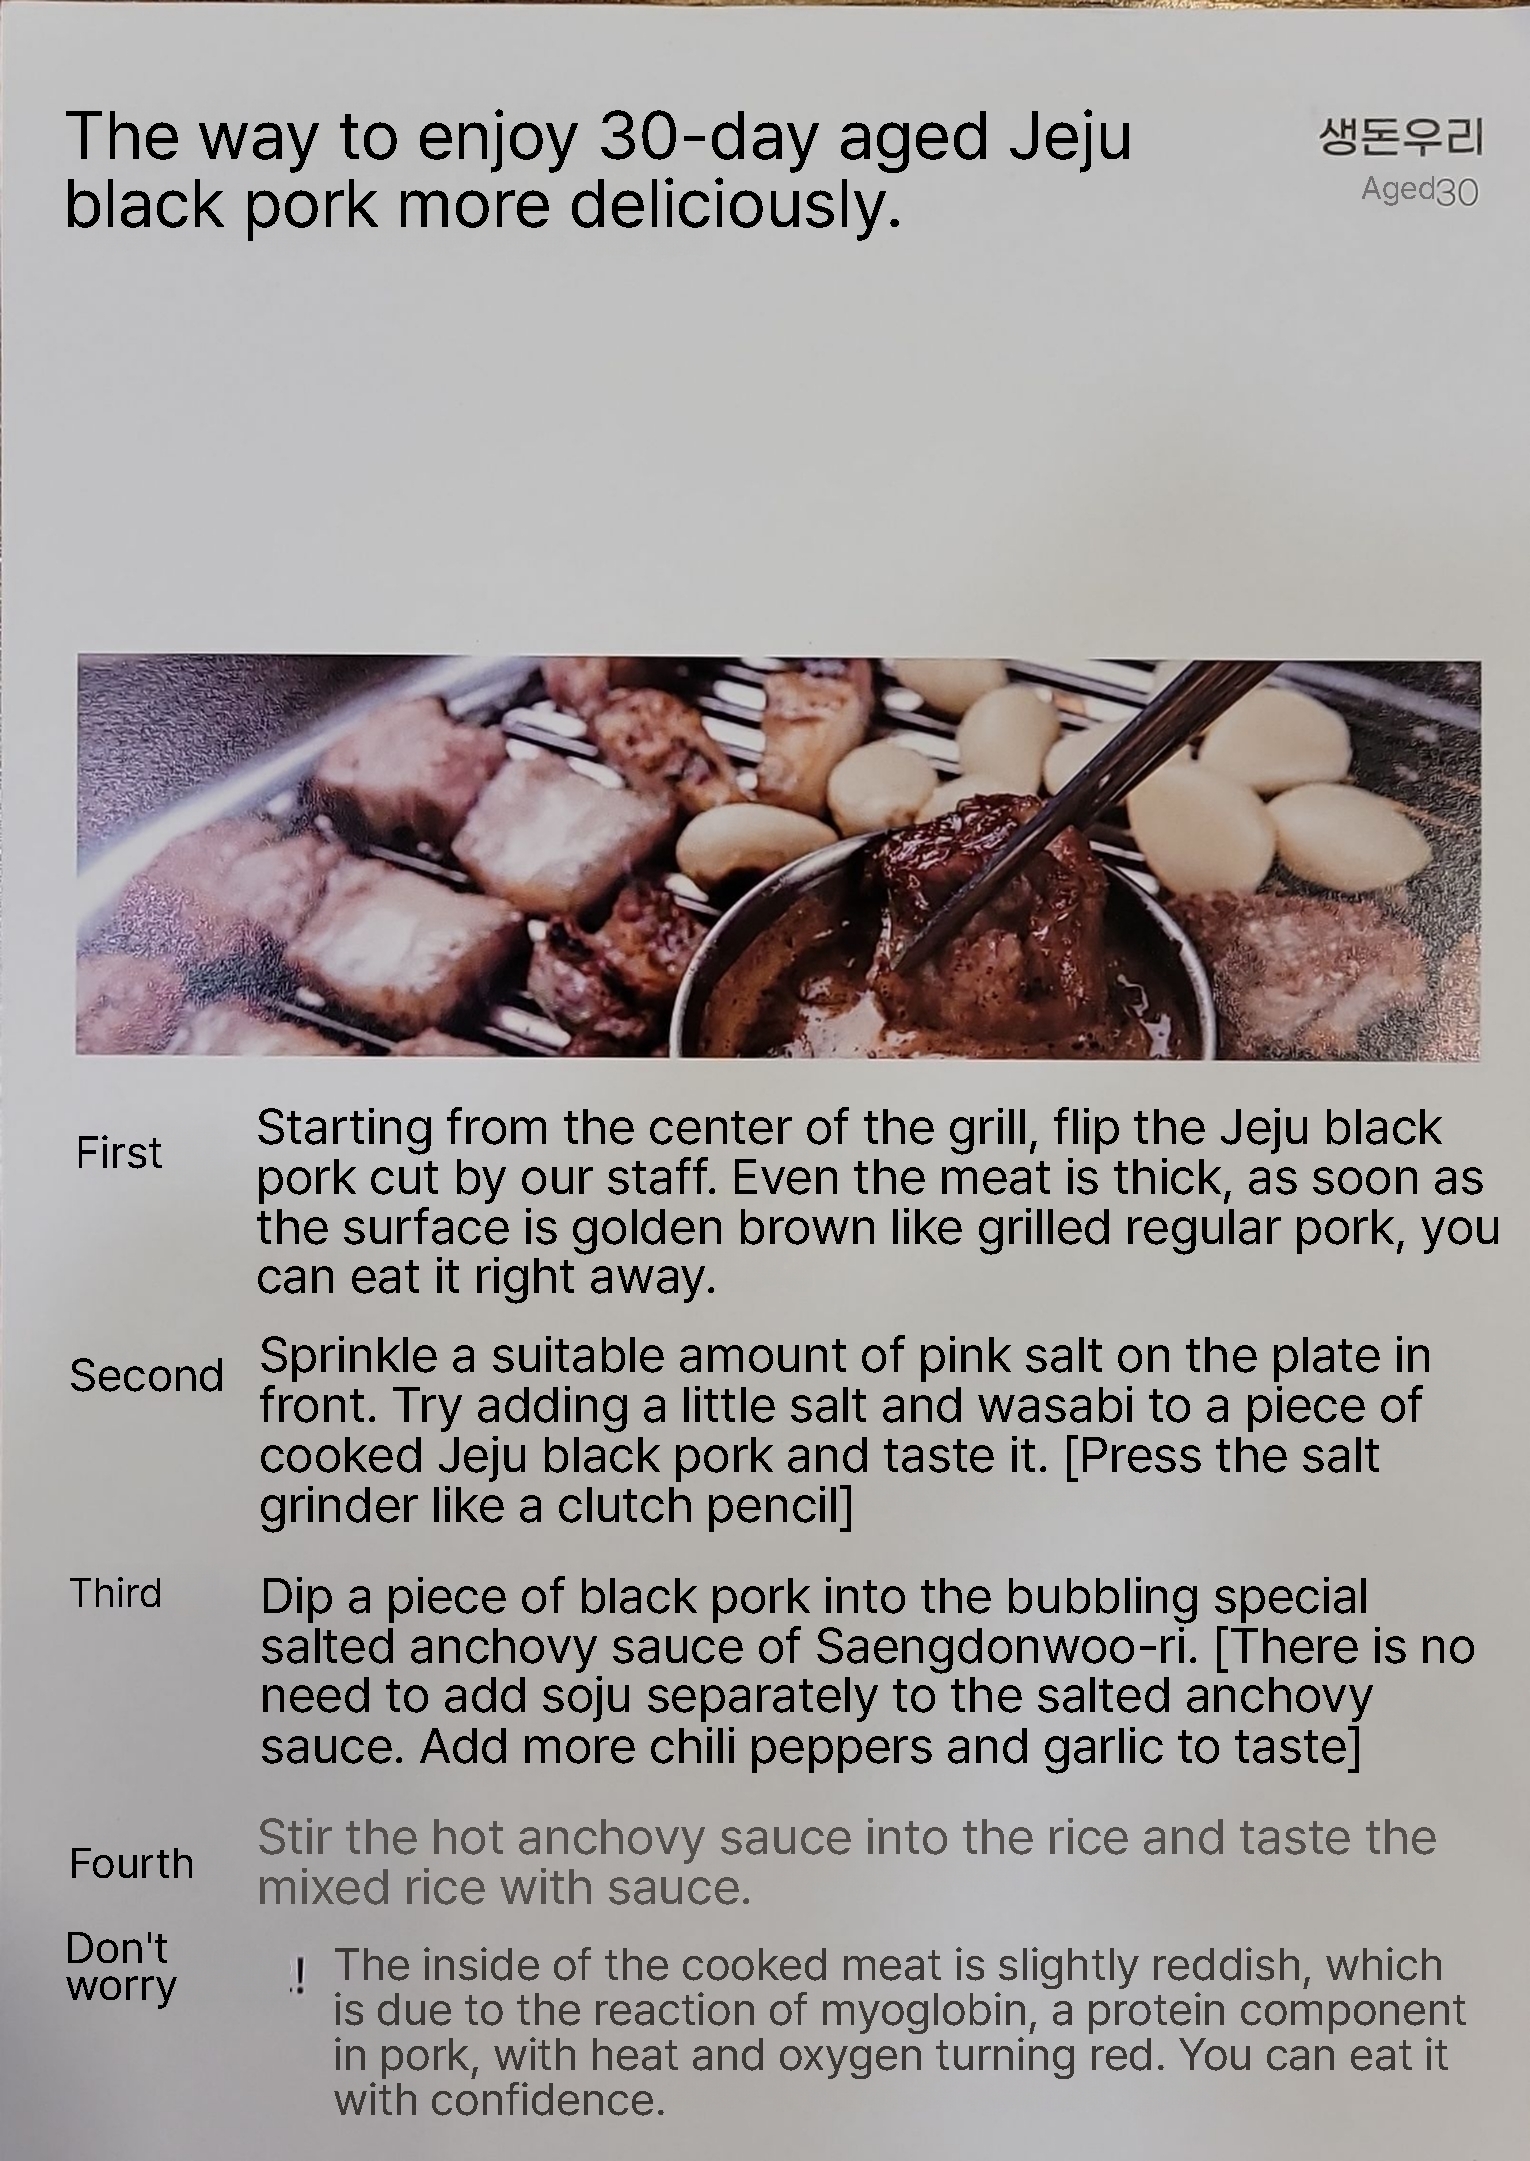 The way to enjoy 30-day aged Jeju
black pork more deliciously.
생돈우리
Aged30
First
Starting from the center of the grill, flip the Jeju black
pork cut by our staff. Even the meat is thick, as soon as
the surface is golden brown like grilled regular pork, you
can eat it right away.
Second
Sprinkle a suitable amount of pink salt on the plate in
front. Try adding a little salt and wasabi to a piece of
cooked Jeju black pork and taste it. [Press the salt
grinder like a clutch pencil]
Third
Dip a piece of black pork into the bubbling special
salted anchovy sauce of Saengdonwoo-ri. [There is no
need to add soju separately to the salted anchovy
sauce. Add more chili peppers and garlic to taste]
Fourth
Stir the hot anchovy sauce into the rice and taste the
mixed rice with sauce.
Don't
worry
!
The inside of the cooked meat is slightly reddish, which
is due to the reaction of myoglobin, a protein component
in pork, with heat and oxygen turning red. You can eat it
with confidence.